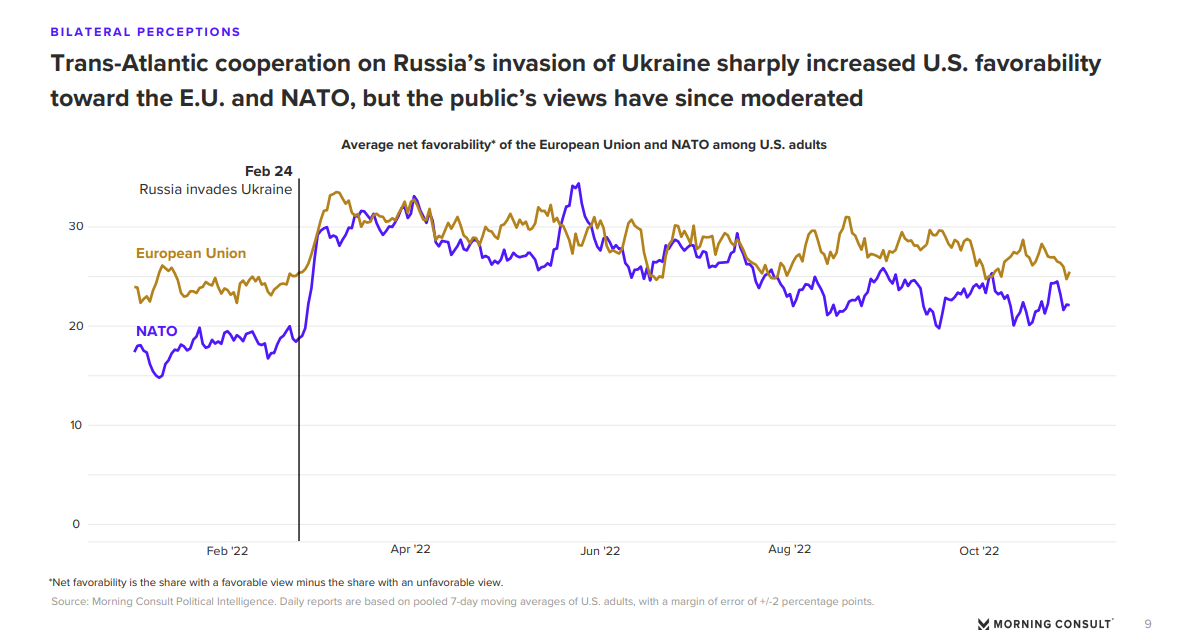 BILATERAL PERCEPTIONS
Trans-Atlantic cooperation on Russia’s invasion of Ukraine sharply increased U.S. favorability
toward the E.U. and NATO, but the public’s views have since moderated
Average net favorability* of the European Union and NATO among U.S. adults
Feb 24
Russia invades Ukraine
30
European Union
20
NATO
10
0
Feb '22
Apr '22
Jun '22
Aug '22
Oct '22
*Net favorability is the share with a favorable view minus the share with an unfavorable view.
Source: Morning Consult Political Intelligence. Daily reports are based on pooled 7-day moving averages of U.S. adults, with a margin of error of +/-2 percentage points.
MORNING CONSULT
9